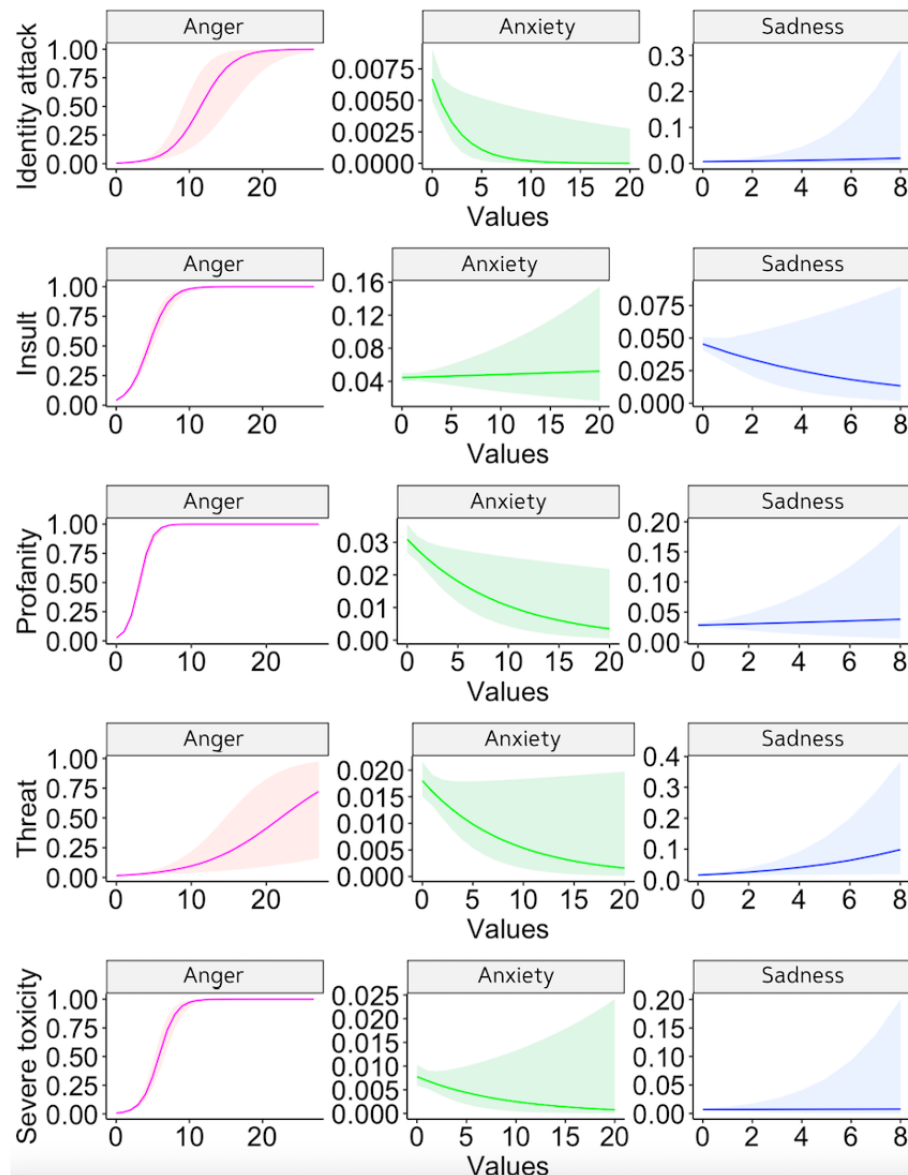 Anger Anxiety Sadness
Identity attack
1.00 0.75 0.50 0.25 0.00
0 10 20
0.0075 0.0050 0.0025 0.0000
0 5 10 15 20
Values
0.3 0.2 0.1 0.0
0 2 4 6 8
Anger Anxiety Sadness
Insult
1.00 0.75 0.50 0.25 0.00
0 10 20
0.16 0.12 0.08 0.04
0 5 10 15 20
Values
0.075 0.050 0.025 0.000
0 2 4 6 8
Anger Anxiety Sadness
Profanity
1.00 0.75 0.50 0.25 0.00
0 10 20
0.03 0.02 0.01 0.00
0 5 10 15 20
Values
0.20 0.15 0.10 0.05 0.00
0 2 4 6 8
Anger Anxiety Sadness
Threat
1.00 0.75 0.50 0.25 0.00
0 10 20
0.020 0.015 0.010 0.005 0.000
0 5 10 15 20
Values
0.4 0.3 0.2 0.1 0.0
0 2 4 6 8
Anger Anxiety Sadness
Severe toxicity
1.00 0.75 0.50 0.25 0.00
0 10 20
0.025 0.020 0.015 0.010 0.005 0.000
0 5 10 15 20
Values
0.20 0.15 0.10 0.05 0.00
0 2 4 6 8